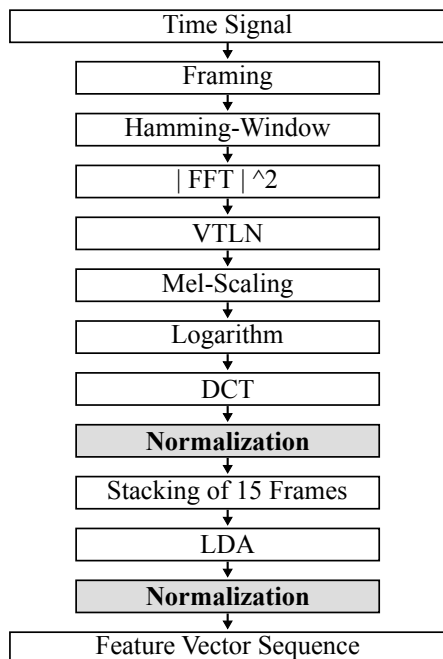 Time Signal
Framing
Hamming-Window
| FFT | ^2
VTLN
Mel-Scaling
Logarithm
DCT
Normalization
Stacking of 15 Frames
LDA
Normalization
Feature Vector Sequence